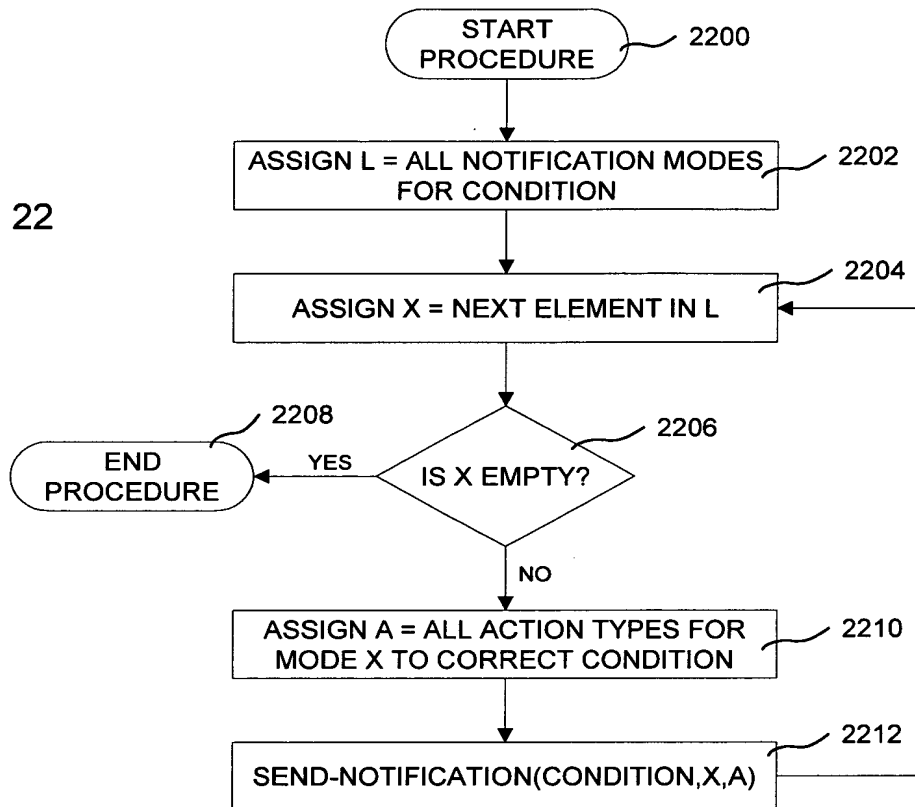 START
PROCEDURE
2200
ASSIGN L = ALL NOTIFICATION MODES
FOR CONDITION
2202
22
ASSIGN X = NEXT ELEMENT IN L
2204
IS X EMPTY?
2206
YES
END
PROCEDURE
2208
NO
ASSIGN A = ALL ACTION TYPES FOR
MODE X TO CORRECT CONDITION
2210
SEND-NOTIFICATION(CONDITION,X,A)
2212